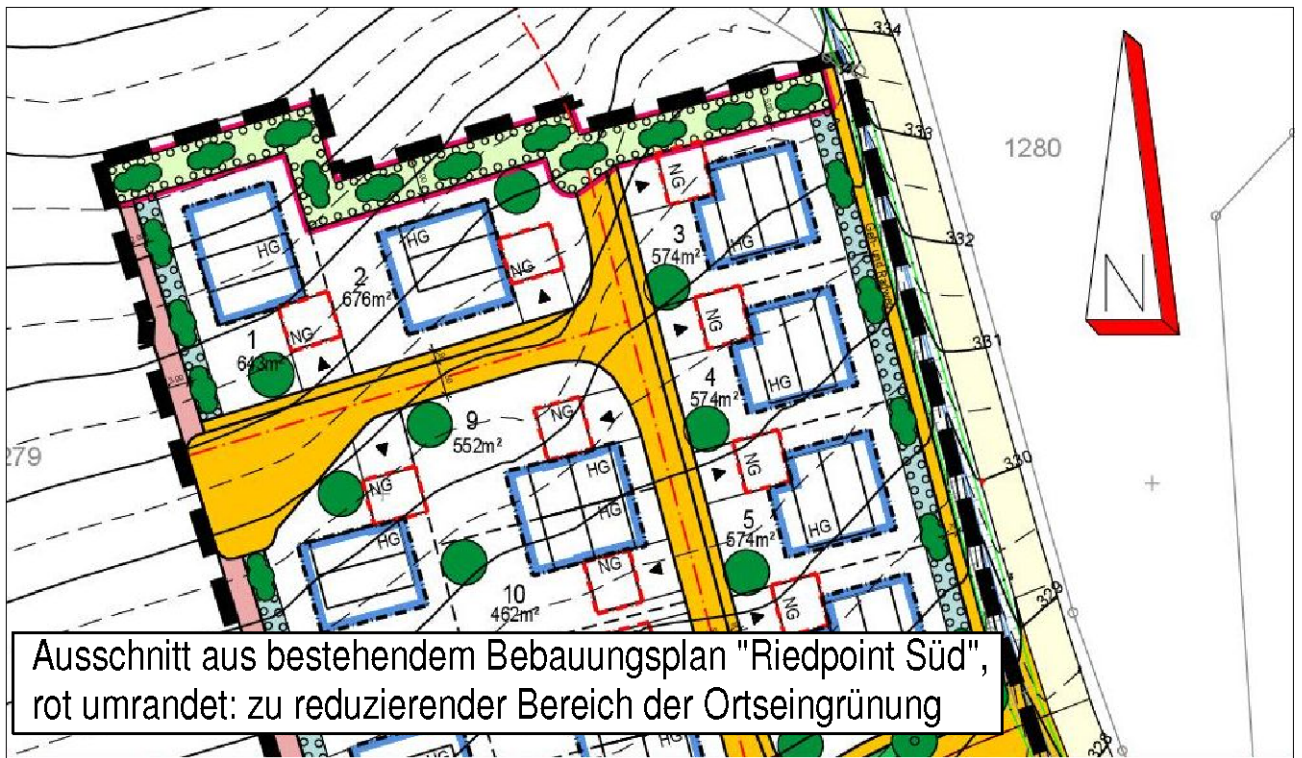 334
333
1280
NG
332
3
574m²
HG
HG
HG
NG
2
676m²
NG
1
643m²
NG
331
HG
4
574m²
9
552m²
NG
279
HG
NG
330
HG
NG
HG
5
574m²
HG
NG
10
462m²
NG
329
Ausschnitt aus bestehendem Bebauungsplan "Riedpoint Süd",
rot umrandet: zu reduzierender Bereich der Ortseingrünung
HG
328
N